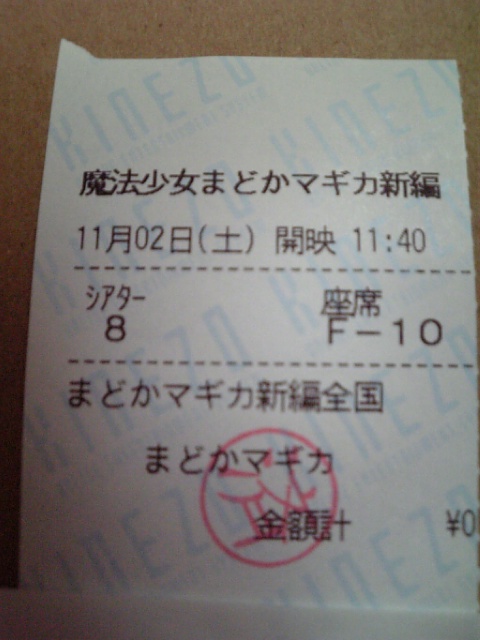 魔法少女まどかマギカ新編
11月02日(土) 開映 11:40
シアター 座席
8 F-10
まどかマギカ新編全国
まどかマギカ
金額計 ¥0
KINEZO